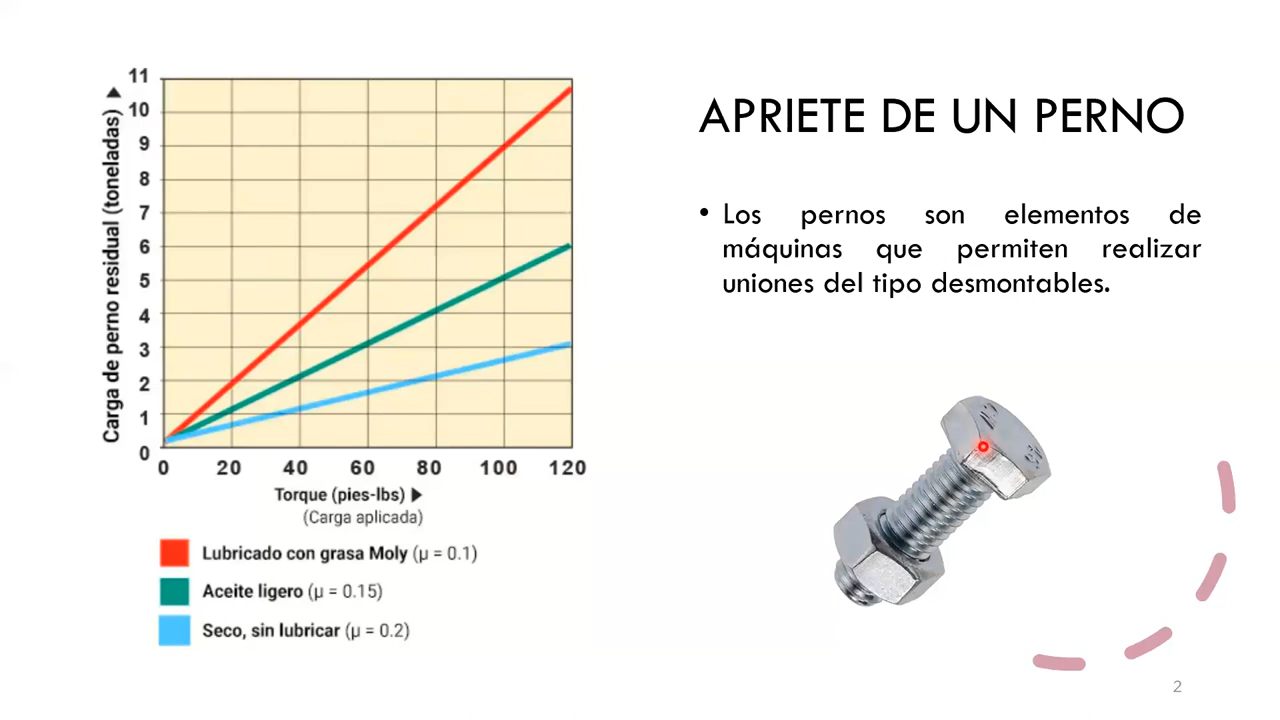 11
10
9
8
7
6
5
4
3
2
1
0
Carga de perno residual (toneladas) ▶
0 20 40 60 80 100 120
Torque (pies-lbs) ▶
(Carga aplicada)
Lubricado con grasa Moly (μ = 0.1)
Aceite ligero (μ = 0.15)
Seco, sin lubricar (μ = 0.2)
APRIETE DE UN PERNO
• Los pernos son elementos de
máquinas que permiten realizar
uniones del tipo desmontables.
2